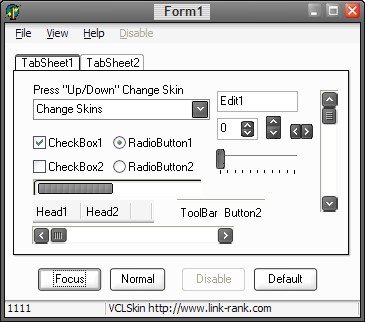 Form1
File View Help Disable
TabSheet1 TabSheet2
Press "Up/Down" Change Skin
Edit1
Change Skins
0
CheckBox1 RadioButton1
CheckBox2 RadioButton2
Head1 Head2 ToolBar Button2
Focus Normal Disable Default
1111 VCLSkin http://www.link-rank.com